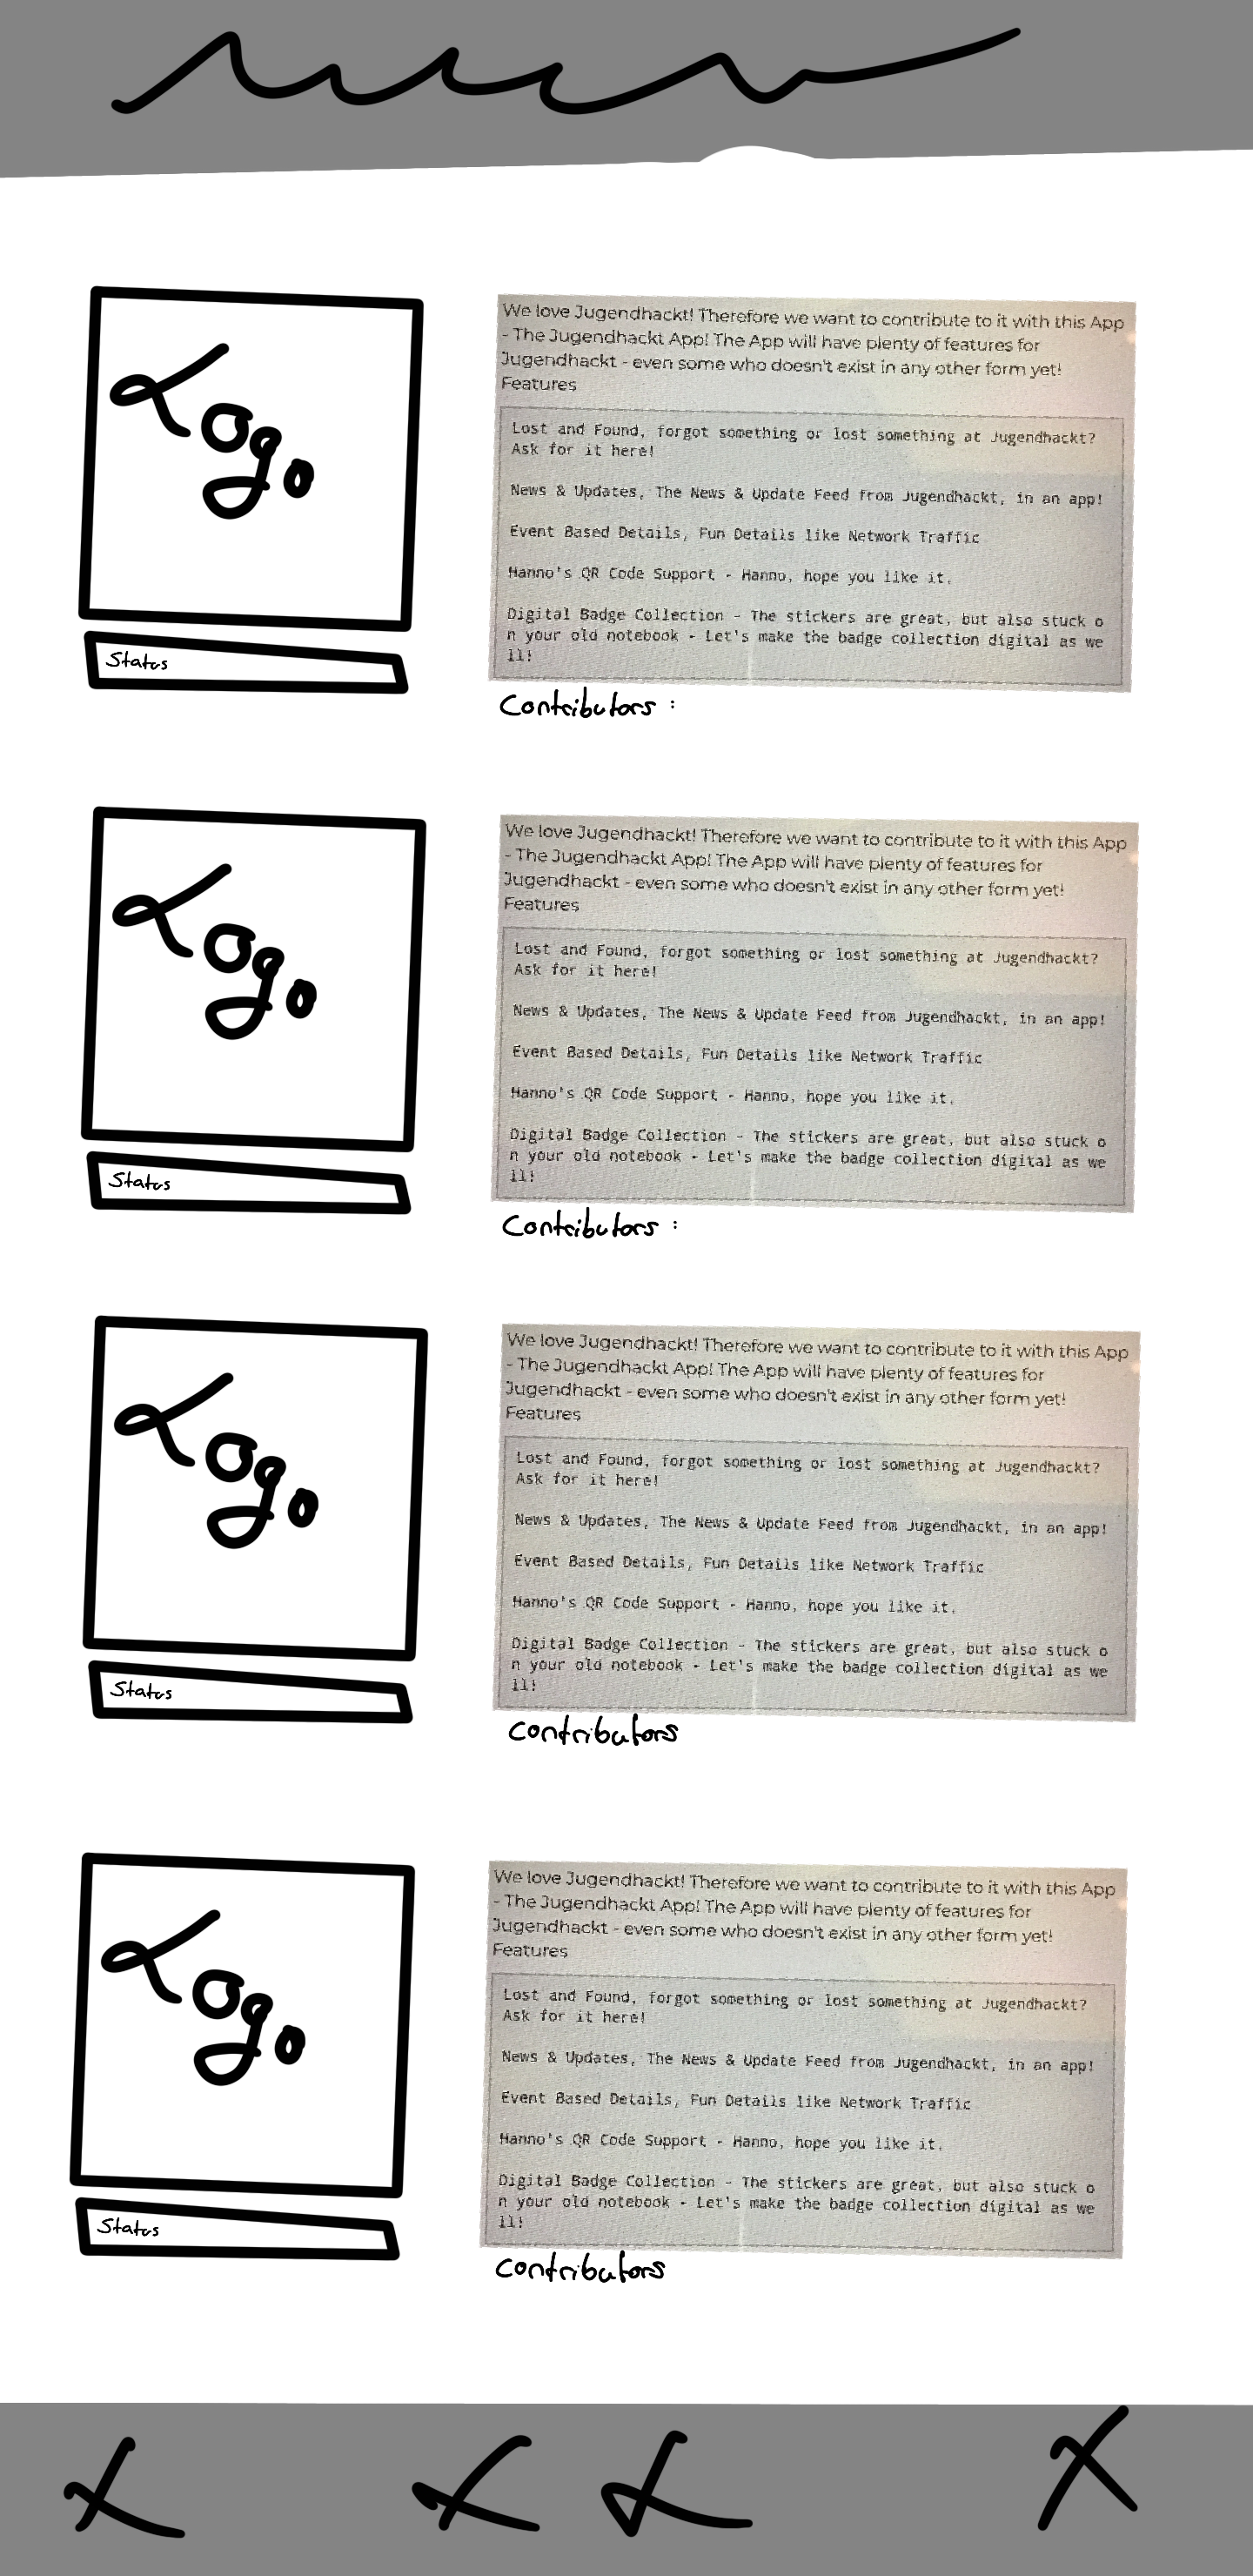 Logo
We love Jugendhackt! Therefore we want to contribute to it with this App
- The Jugendhackt App! The App will have plenty of features for
Jugendhackt - even some who doesn't exist in any other form yet!
Features
Lost and Found, forgot something or lost something at Jugendhackt?
Ask for it here!
News & Updates, The News & Update Feed from Jugendhackt, in an app!
Event Based Details, Fun Details like Network Traffic
Hanno's QR Code Support - Hanno, hope you like it.
Digital Badge Collection - The stickers are great, but also stuck o
n your old notebook - Let's make the badge collection digital as we
ll!
Status
Contributors :
Logo
We love Jugendhackt! Therefore we want to contribute to it with this App
- The Jugendhackt App! The App will have plenty of features for
Jugendhackt - even some who doesn't exist in any other form yet!
Features
Lost and Found, forgot something or lost something at Jugendhackt?
Ask for it here!
News & Updates, The News & Update Feed from Jugendhackt, in an app!
Event Based Details, Fun Details like Network Traffic
Hanno's QR Code Support - Hanno, hope you like it.
Digital Badge Collection - The stickers are great, but also stuck o
n your old notebook - Let's make the badge collection digital as we
ll!
Status
Contributors :
Logo
We love Jugendhackt! Therefore we want to contribute to it with this App
- The Jugendhackt App! The App will have plenty of features for
Jugendhackt - even some who doesn't exist in any other form yet!
Features
Lost and Found, forgot something or lost something at Jugendhackt?
Ask for it here!
News & Updates, The News & Update Feed from Jugendhackt, in an app!
Event Based Details, Fun Details like Network Traffic
Hanno's QR Code Support - Hanno, hope you like it.
Digital Badge Collection - The stickers are great, but also stuck o
n your old notebook - Let's make the badge collection digital as we
ll!
Status
Contributors
Logo
We love Jugendhackt! Therefore we want to contribute to it with this App
- The Jugendhackt App! The App will have plenty of features for
Jugendhackt - even some who doesn't exist in any other form yet!
Features
Lost and Found, forgot something or lost something at Jugendhackt?
Ask for it here!
News & Updates, The News & Update Feed from Jugendhackt, in an app!
Event Based Details, Fun Details like Network Traffic
Hanno's QR Code Support - Hanno, hope you like it.
Digital Badge Collection - The stickers are great, but also stuck o
n your old notebook - Let's make the badge collection digital as we
ll!
Status
Contributors